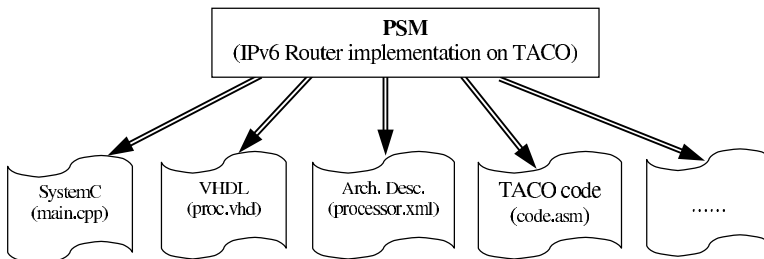 PSM
(IPv6 Router implementation on TACO)
SystemC
(main.cpp)
VHDL
(proc.vhd)
Arch. Desc.
(processor.xml)
TACO code
(code.asm)
......